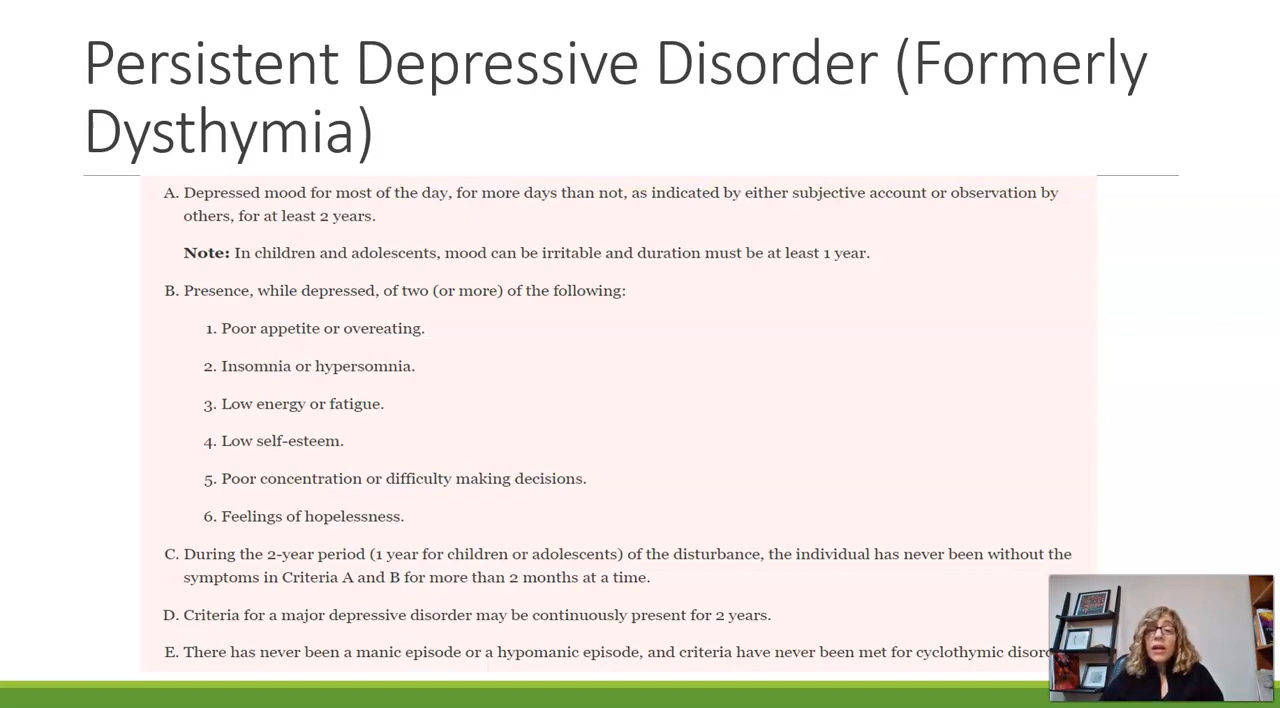 Persistent Depressive Disorder (Formerly
Dysthymia)
A. Depressed mood for most of the day, for more days than not, as indicated by either subjective account or observation by
others, for at least 2 years.
Note: In children and adolescents, mood can be irritable and duration must be at least 1 year.
B. Presence, while depressed, of two (or more) of the following:
1. Poor appetite or overeating.
2. Insomnia or hypersomnia.
3. Low energy or fatigue.
4. Low self-esteem.
5. Poor concentration or difficulty making decisions.
6. Feelings of hopelessness.
C. During the 2-year period (1 year for children or adolescents) of the disturbance, the individual has never been without the
symptoms in Criteria A and B for more than 2 months at a time.
D. Criteria for a major depressive disorder may be continuously present for 2 years.
E. There has never been a manic episode or a hypomanic episode, and criteria have never been met for cyclothymic